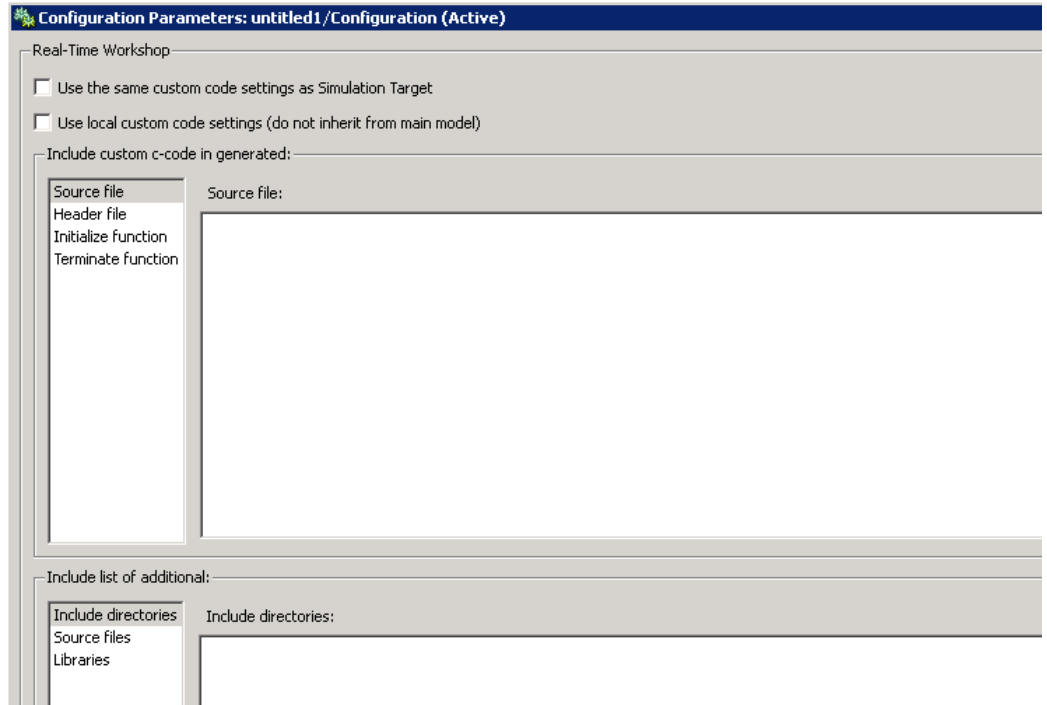 Configuration Parameters: untitled1/Configuration (Active)
Real-Time Workshop
Use the same custom code settings as Simulation Target
Use local custom code settings (do not inherit from main model)
Include custom c-code in generated:
Source file
Source file:
Header file
Initialize function
Terminate function
Include list of additional:
Include directories
Include directories:
Source files
Libraries